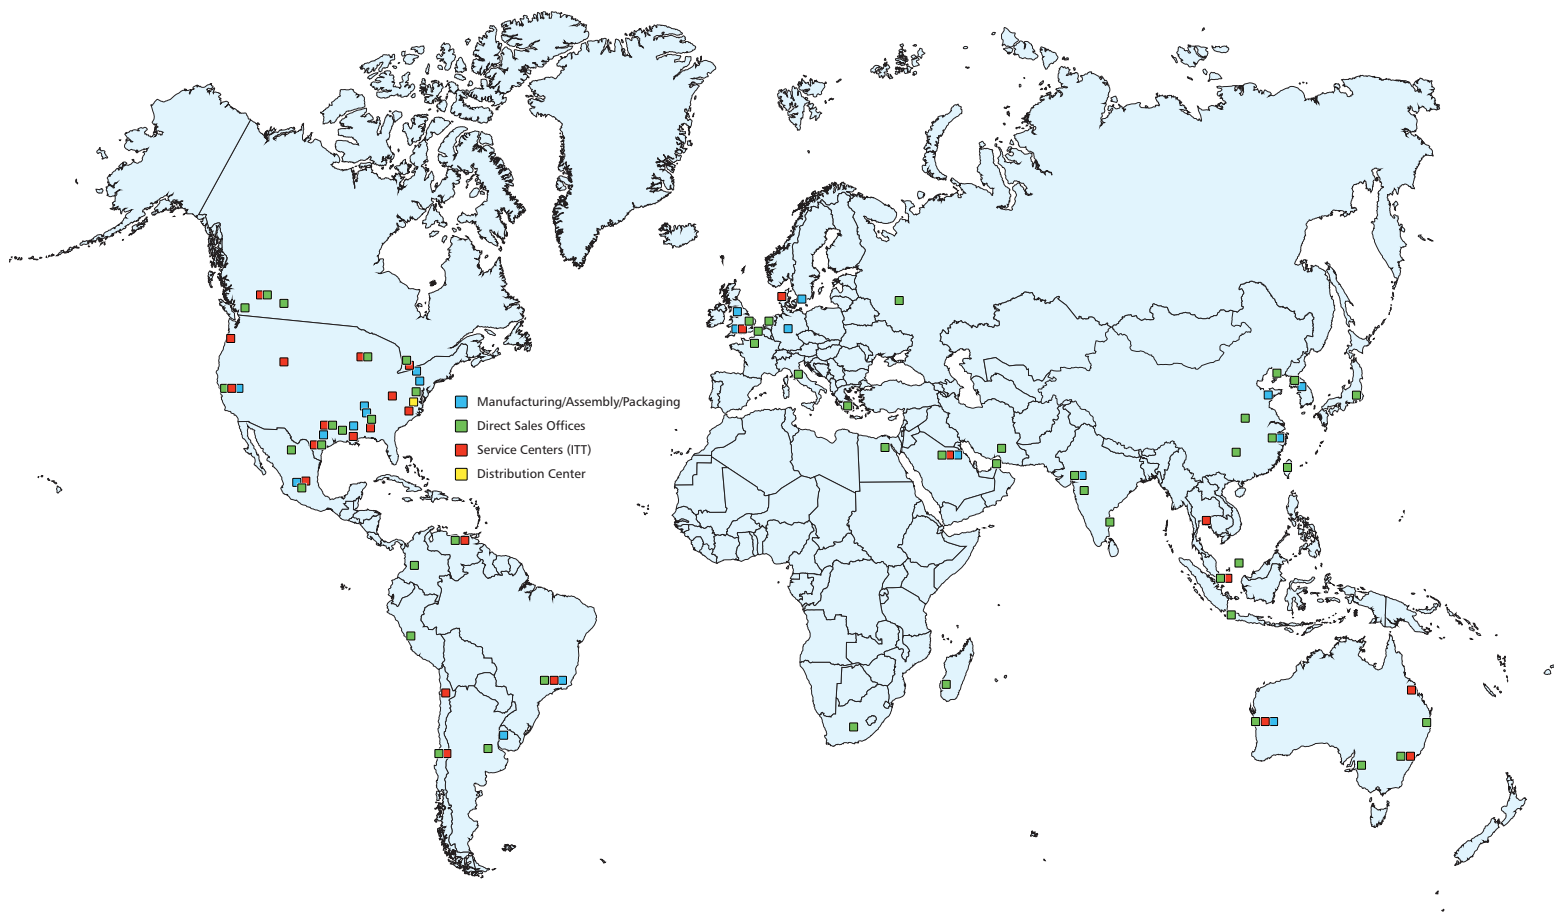 Manufacturing/Assembly/Packaging
Direct Sales Offices
Service Centers (ITT)
Distribution Center